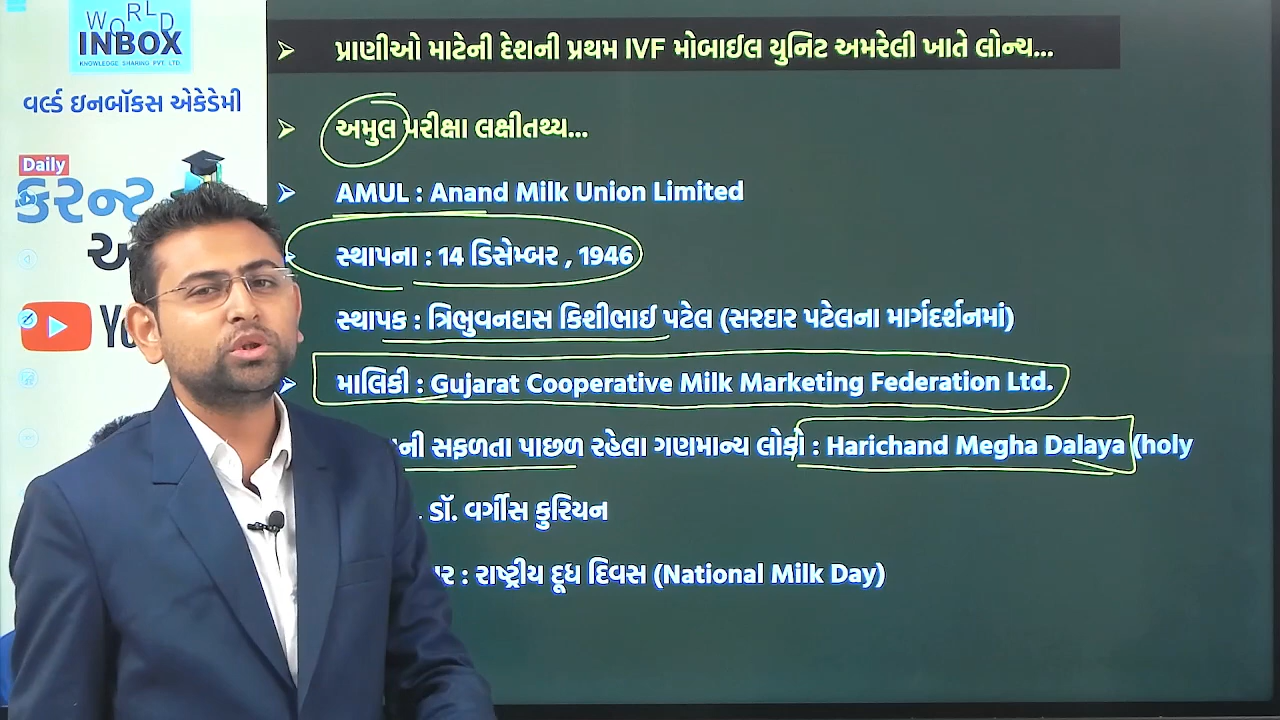 WORLD
INBOX
KNOWLEDGE SHARING PVT. LTD.
વર્લ્ડ ઇનબૉક્સ એકેડેમી
Daily
કરન્ટ
પ્રાણીઓ માટેની દેશની પ્રથમ IVF મોબાઈલ યુનિટ અમરેલી ખાતે લોન્ચ...
અમુલ પરીક્ષા લક્ષીતથ્ય...
AMUL : Anand Milk Union Limited
સ્થાપના : 14 ડિસેમ્બર , 1946
સ્થાપક : ત્રિભુવનદાસ કિશીભાઈ પટેલ (સરદાર પટેલના માર્ગદર્શનમાં)
માલિકી : Gujarat Cooperative Milk Marketing Federation Ltd.
ની સફળતા પાછળ રહેલા ગણમાન્ય લોકો : Harichand Megha Dalaya (holy
ડૉ. વર્ગીસ કુરિયન
: રાષ્ટ્રીય દૂધ દિવસ (National Milk Day)